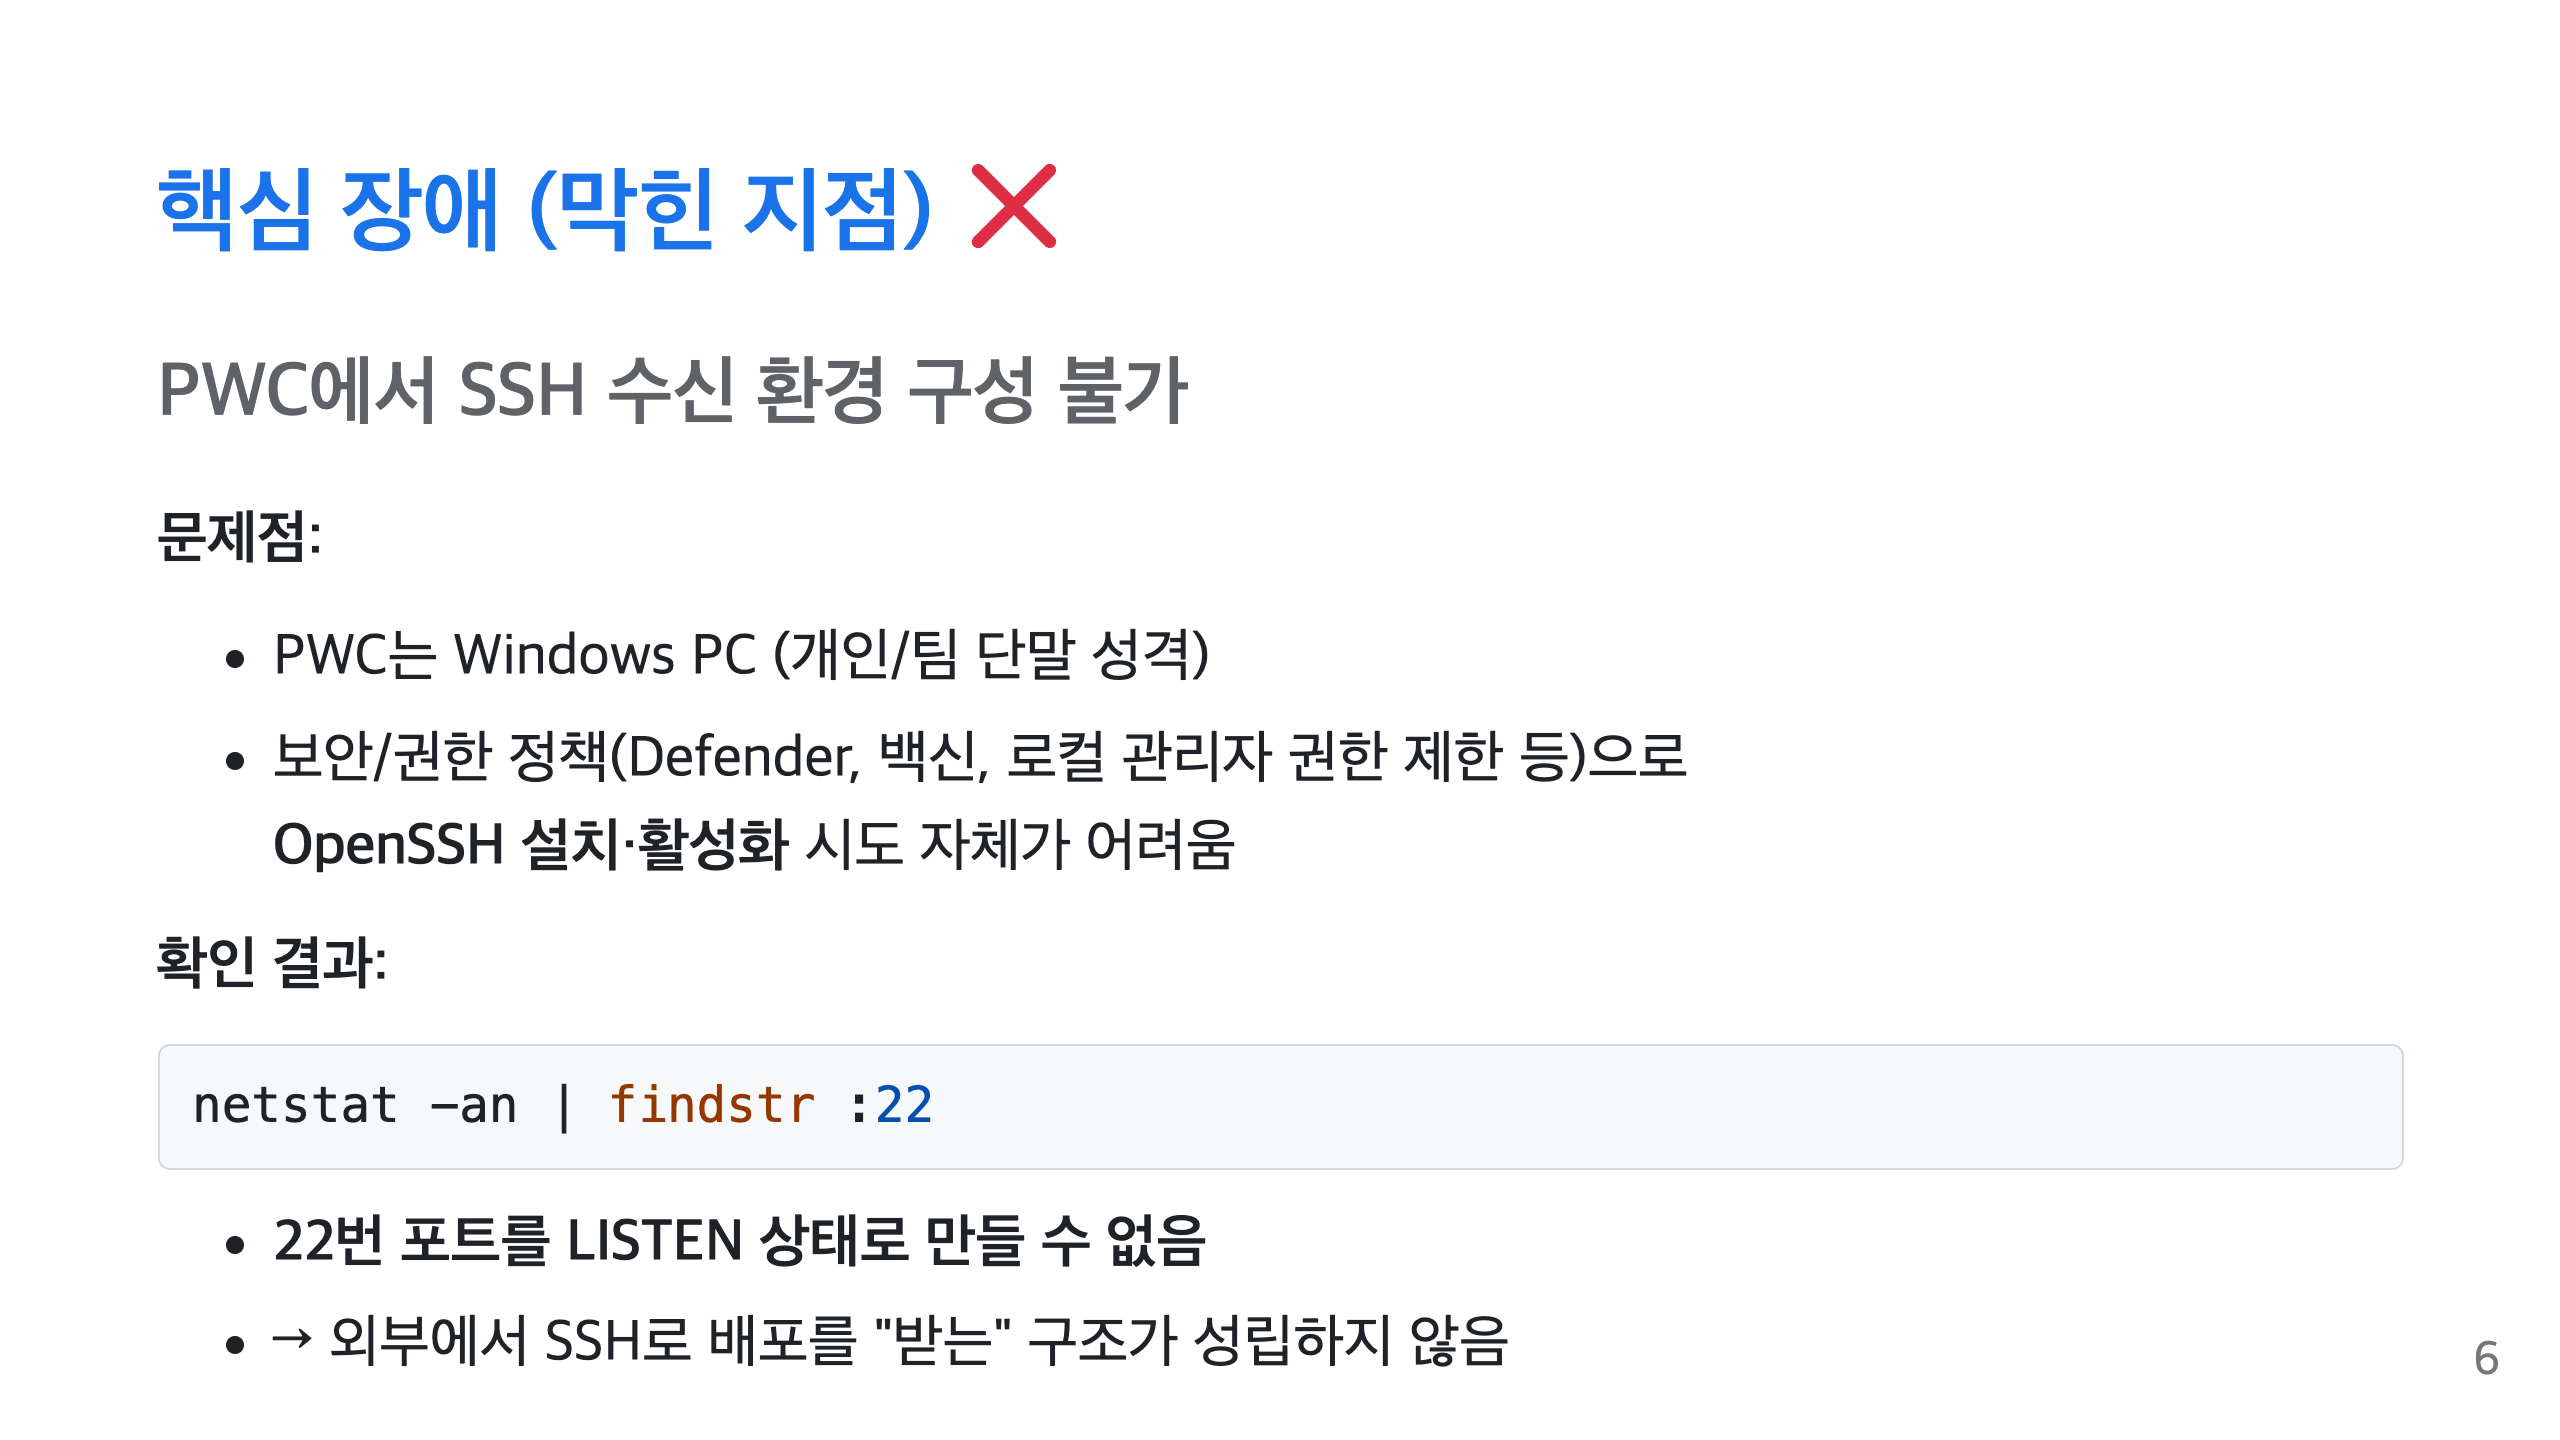 핵심 장애 (막힌 지점) ❌
PWC에서 SSH 수신 환경 구성 불가
문제점:
• PWC는 Windows PC (개인/팀 단말 성격)
• 보안/권한 정책(Defender, 백신, 로컬 관리자 권한 제한 등)으로
OpenSSH 설치·활성화 시도 자체가 어려움
확인 결과:
netstat -an | findstr :22
• 22번 포트를 LISTEN 상태로 만들 수 없음
• → 외부에서 SSH로 배포를 "받는" 구조가 성립하지 않음
6